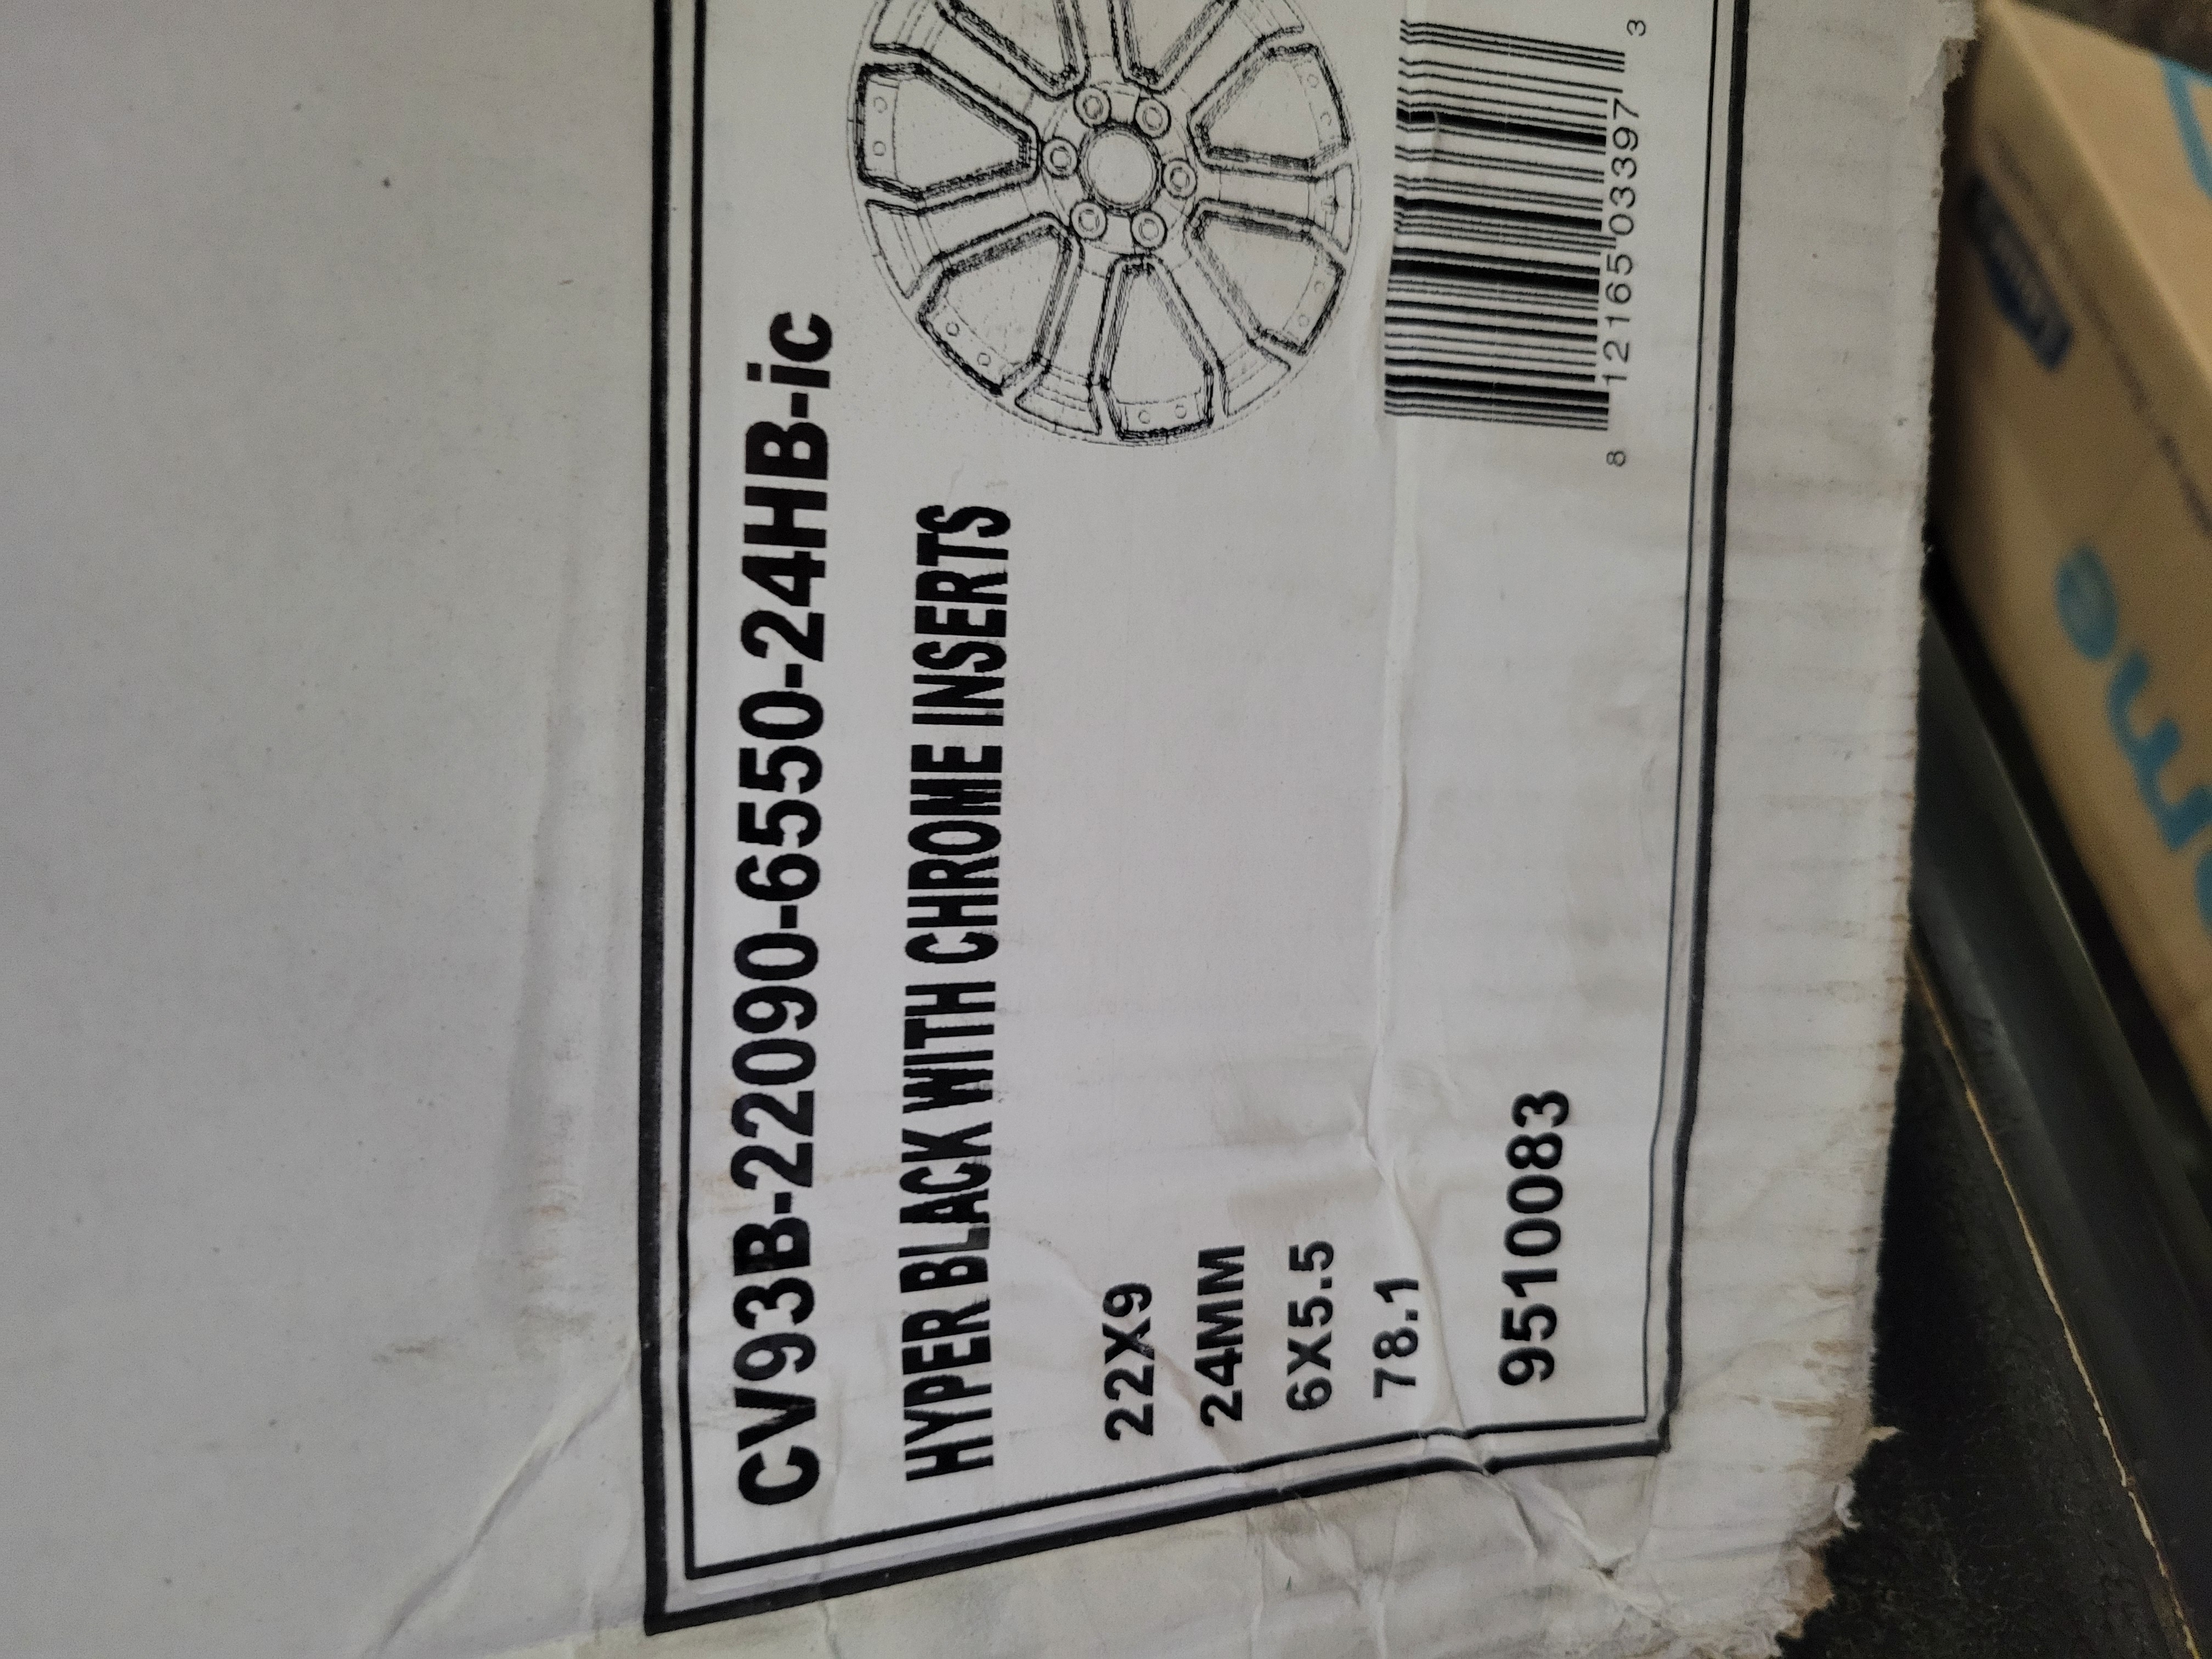 CV93B-22090-6550-24HB-ic
HYPER BLACK WITH CHROME INSERTS
22X9
24MM
6X5.5
78.1
9510083
8 12165 03397 3